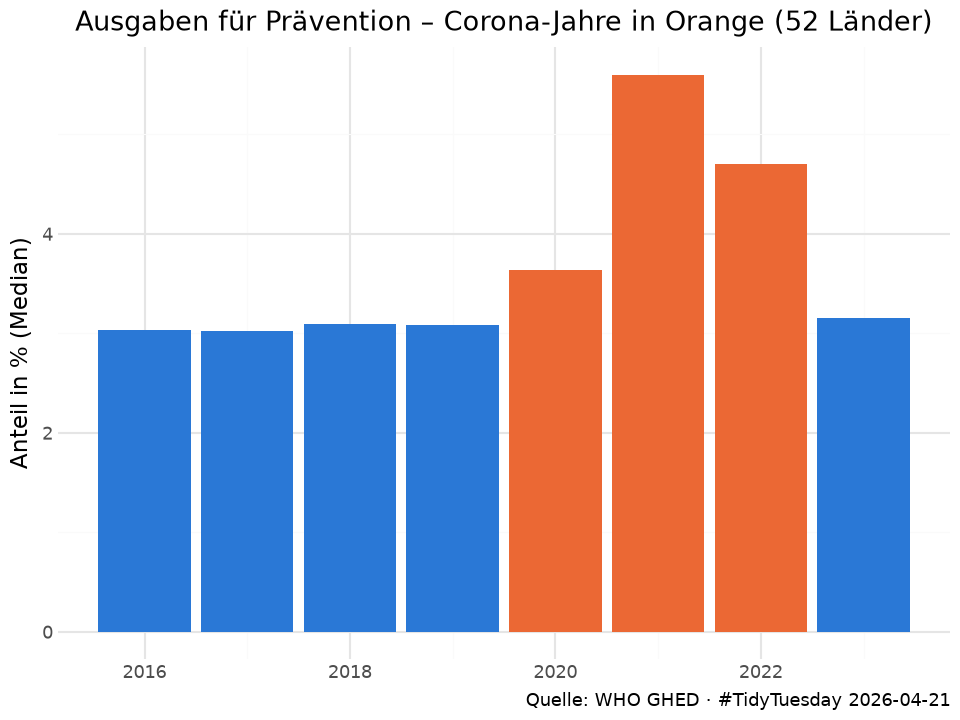 Ausgaben für Prävention – Corona-Jahre in Orange (52 Länder)
Anteil in % (Median)
4
2
0
2016 2018 2020 2022
Quelle: WHO GHED · #TidyTuesday 2026-04-21